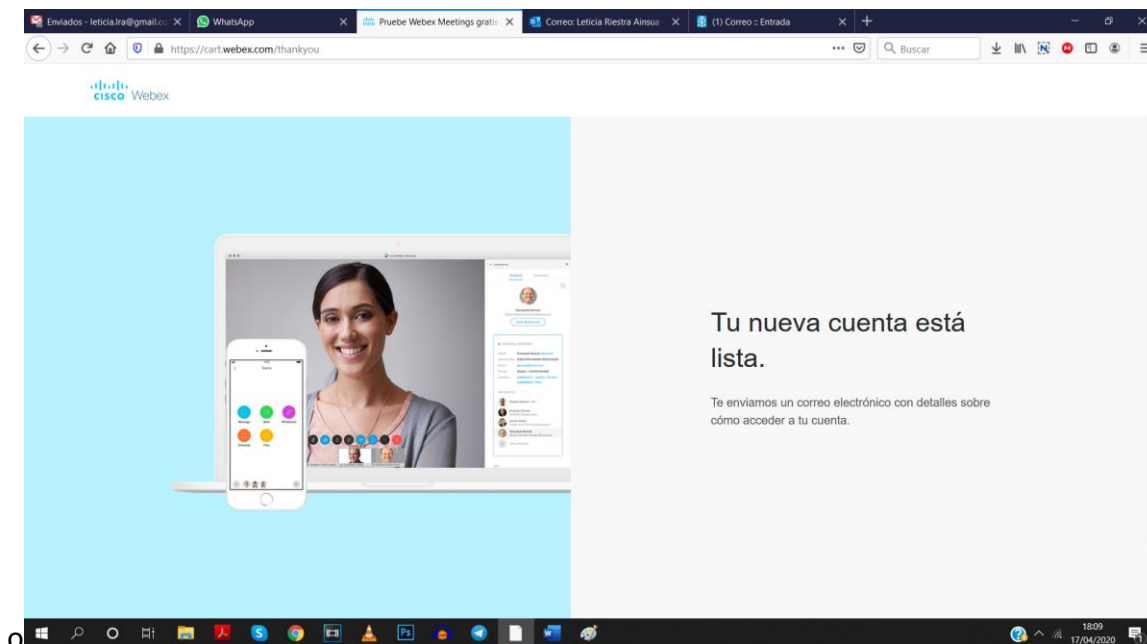 Enviados - leticia.lra@gmail.co
WhatsApp
Pruebe Webex Meetings gratis
Correo: Leticia Riestra Ainsua
(1) Correo :: Entrada
https://cart.webex.com/thankyou
Buscar
CISCO Webex
Tu nueva cuenta está
lista.
Te enviamos un correo electrónico con detalles sobre
cómo acceder a tu cuenta.
Teams
o
18:09
17/04/2020